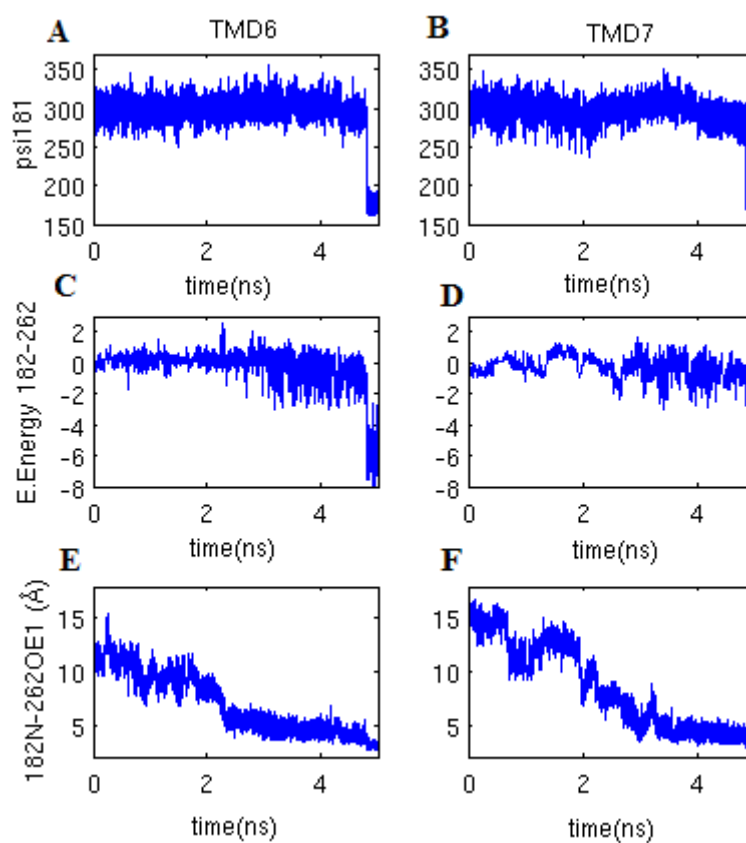 A TMD6 B TMD7
350 350
300 300
250 250
200 200
150 150
psi181
0 2 4 0 2 4
time(ns) time(ns)
C D
2 2
0 0
-2 -2
-4 -4
-6 -6
-8 -8
E.Energy 182-262
0 2 4 0 2 4
time(ns) time(ns)
E F
15 15
10 10
5 5
182N-262OE1 (Å)
0 2 4 0 2 4
time(ns) time(ns)